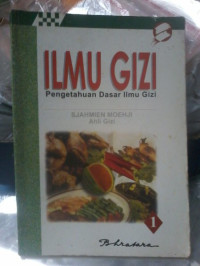 ILMU GIZI
Pengetahuan Dasar Ilmu Gizi
SJAHMIEN MOEHJI
Ahli Gizi
1
Bhratara